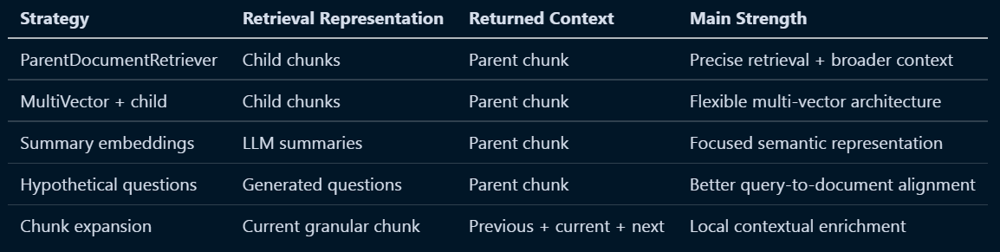 Strategy Retrieval Representation Returned Context Main Strength
ParentDocumentRetriever Child chunks Parent chunk Precise retrieval + broader context
MultiVector + child Child chunks Parent chunk Flexible multi-vector architecture
Summary embeddings LLM summaries Parent chunk Focused semantic representation
Hypothetical questions Generated questions Parent chunk Better query-to-document alignment
Chunk expansion Current granular chunk Previous + current + next Local contextual enrichment